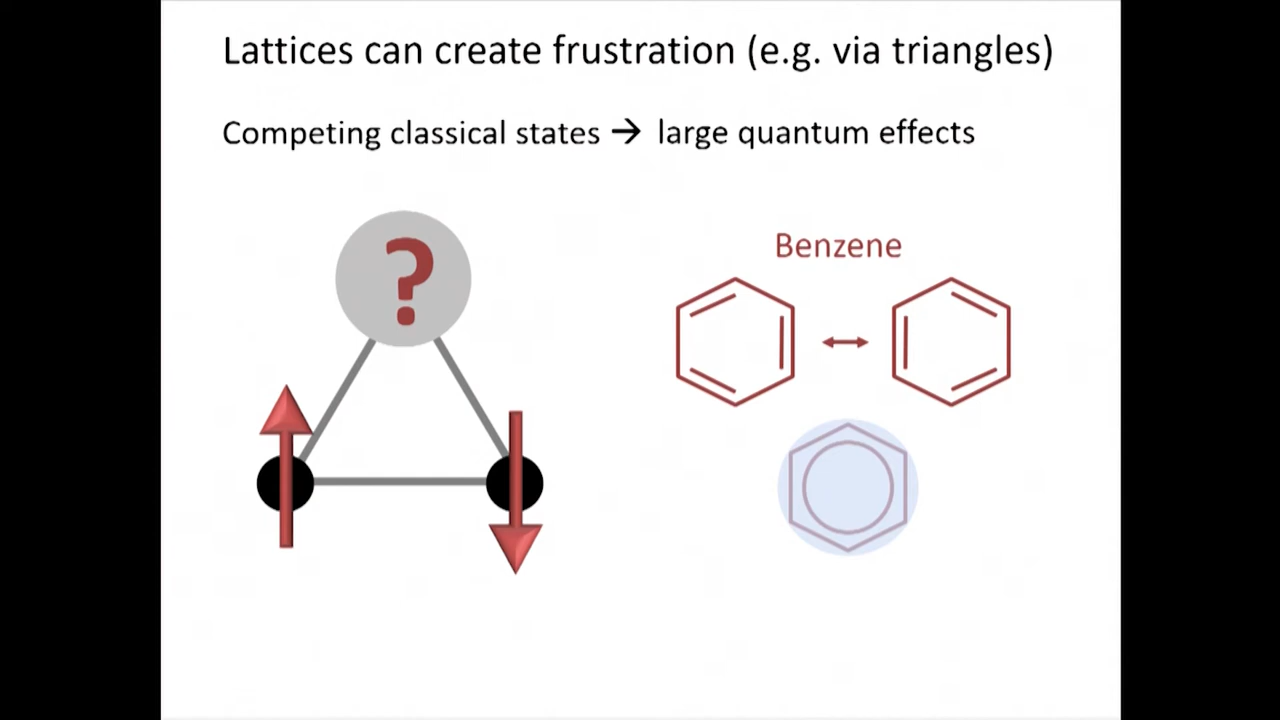 Lattices can create frustration (e.g. via triangles)
Competing classical states → large quantum effects
?
Benzene